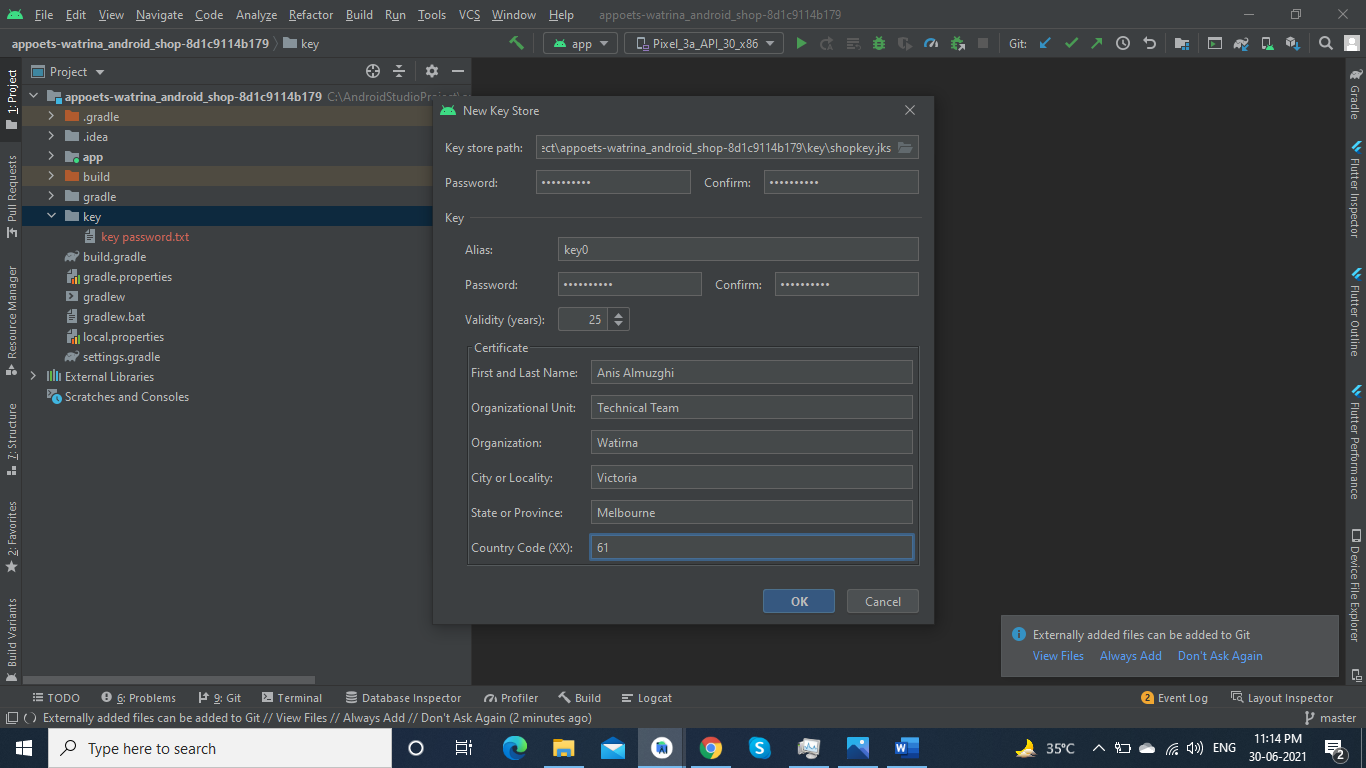 File Edit View Navigate Code Analyze Refactor Build Run Tools VCS Window Help appoets-watrina_android_shop-8d1c9114b179
appoets-watrina_android_shop-8d1c9114b179 key app Pixel_3a_API_30_x86 Git:
Project
appoets-watrina_android_shop-8d1c9114b179 C:\AndroidStudioProject\
.gradle
.idea
app
build
gradle
key
key password.txt
build.gradle
gradle.properties
gradlew
gradlew.bat
local.properties
settings.gradle
External Libraries
Scratches and Consoles
1: Project
Pull Requests
Resource Manager
7: Structure
2: Favorites
Build Variants
New Key Store
Key store path: ect\appoets-watrina_android_shop-8d1c9114b179\key\shopkey.jks
Password: •••••••••• Confirm: ••••••••••
Key
Alias: key0
Password: •••••••••• Confirm: ••••••••••
Validity (years): 25
Certificate
First and Last Name: Anis Almuzghi
Organizational Unit: Technical Team
Organization: Watirna
City or Locality: Victoria
State or Province: Melbourne
Country Code (XX): 61
OK Cancel
Gradle
Flutter Inspector
Flutter Outline
Flutter Performance
Device File Explorer
Externally added files can be added to Git
View Files Always Add Don't Ask Again
TODO 6: Problems 9: Git Terminal Database Inspector Profiler Build Logcat 2 Event Log Layout Inspector
Externally added files can be added to Git // View Files // Always Add // Don't Ask Again (2 minutes ago) master
Type here to search 35°C ENG 11:14 PM
30-06-2021 2